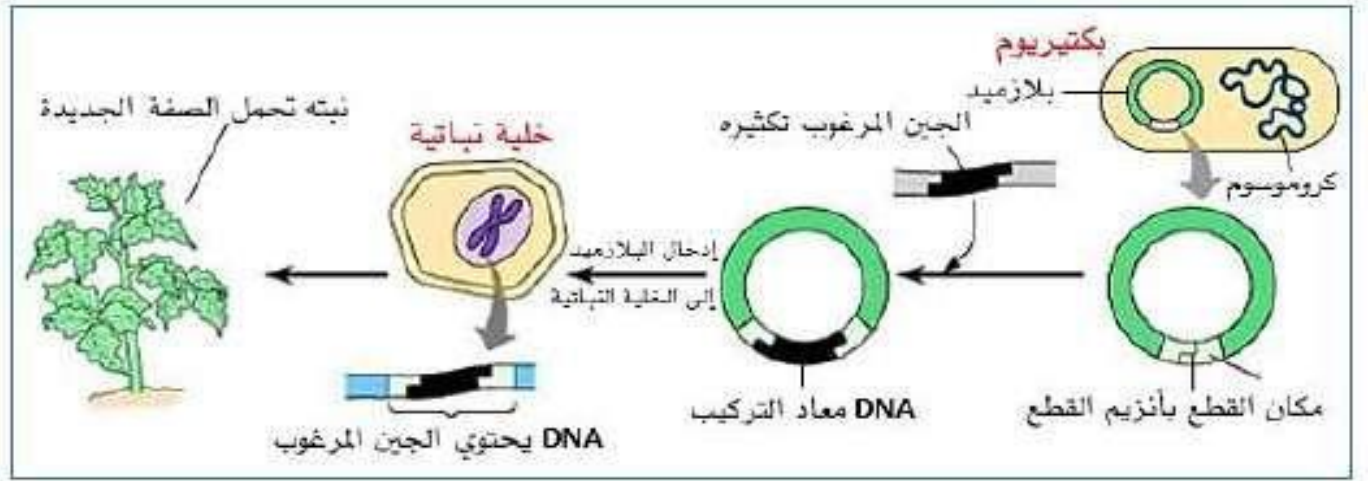 بكتيريوم
بلازميد
كروموسوم
الجين المرغوب تكثيره
مكان القطع بأنزيم القطع
DNA معاد التركيب
إدخال البلازميد
إلى الخلية النباتية
خلية نباتية
DNA يحتوي الجين المرغوب
نبته تحمل الصفة الجديدة